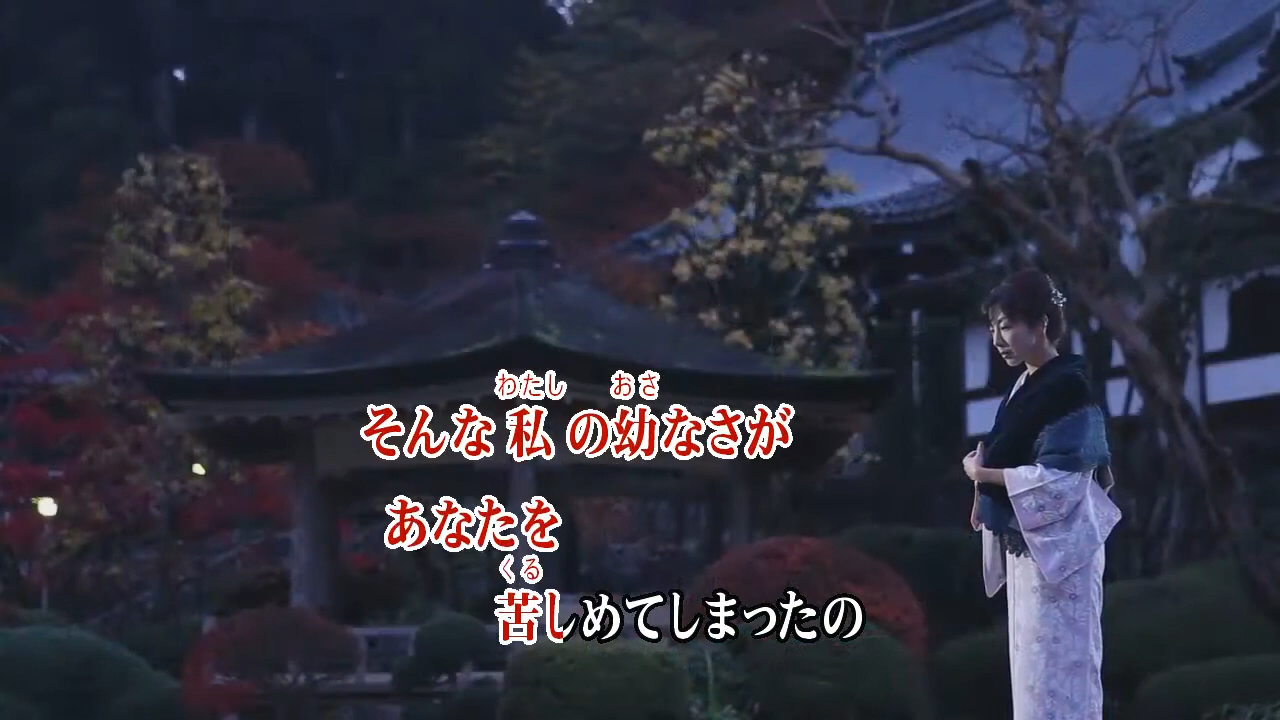 わたし おさ
そんな私の幼なさが
あなたを
くる
苦しめてしまったの